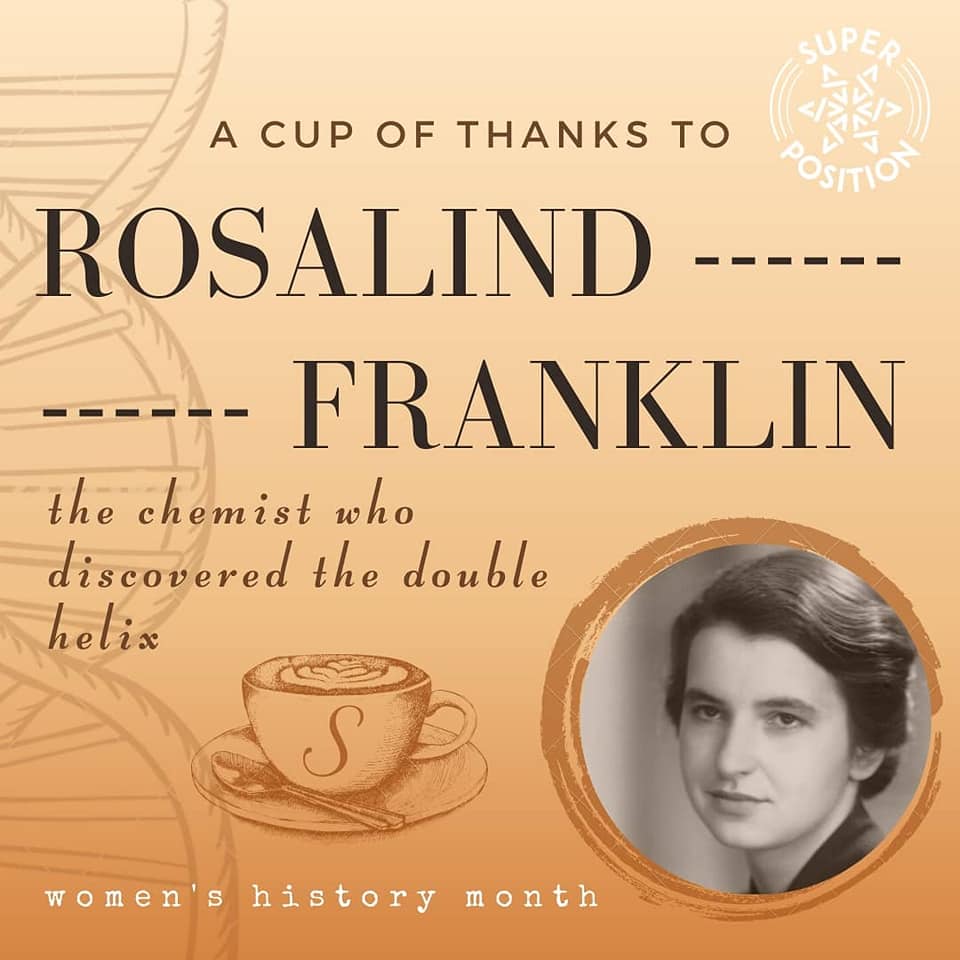 SUPER
POSITION
A CUP OF THANKS TO
ROSALIND ------
------ FRANKLIN
the chemist who
discovered the double
helix
S
women's history month